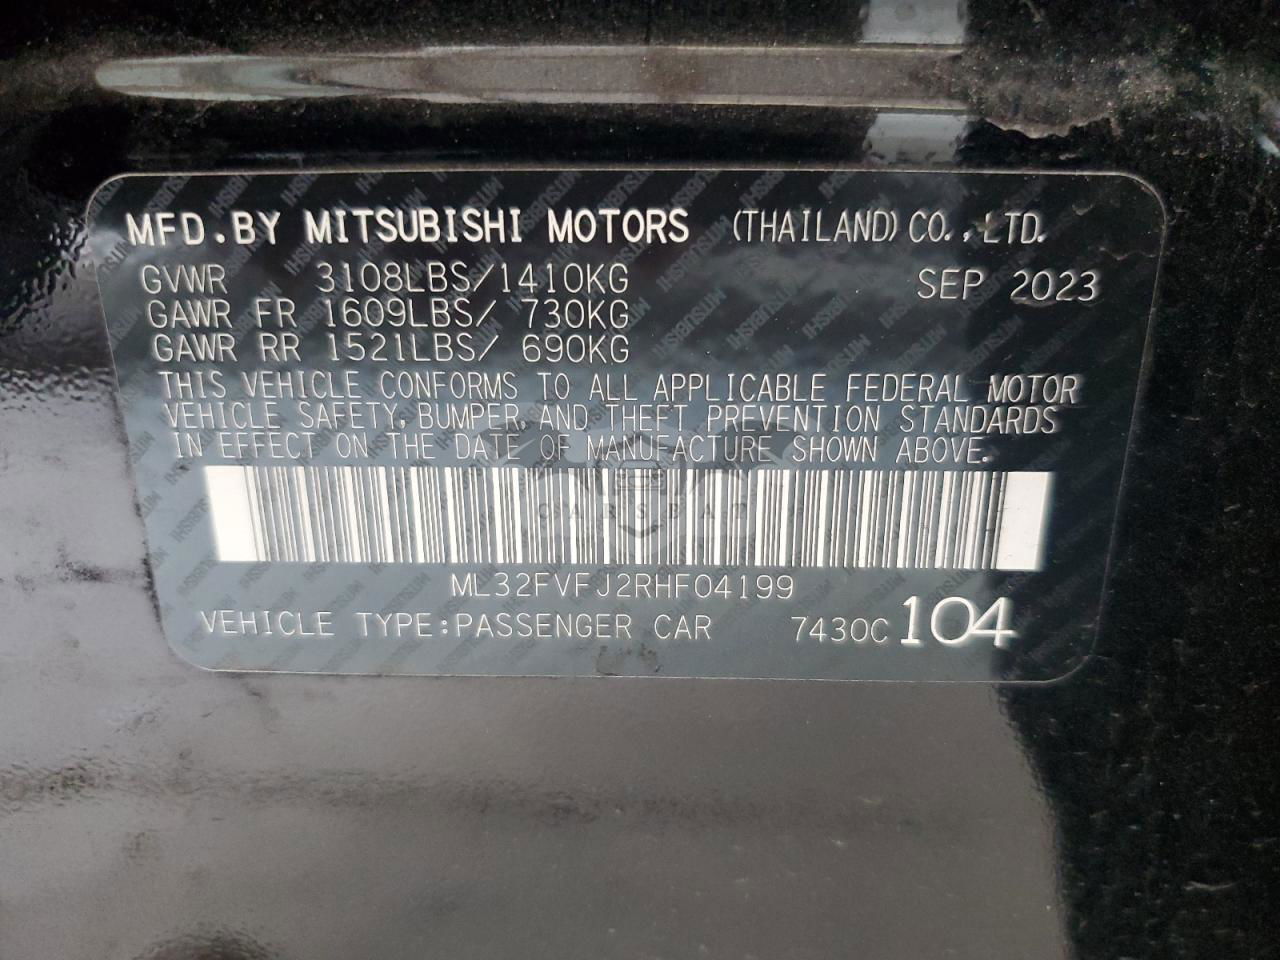 MFD.BY MITSUBISHI MOTORS (THAILAND) CO.,LTD.
GVWR 3108LBS/1410KG SEP 2023
GAWR FR 1609LBS/ 730KG
GAWR RR 1521LBS/ 690KG
THIS VEHICLE CONFORMS TO ALL APPLICABLE FEDERAL MOTOR
VEHICLE SAFETY, BUMPER, AND THEFT PREVENTION STANDARDS
IN EFFECT ON THE DATE OF MANUFACTURE SHOWN ABOVE.
CARSPAT
ML32FVFJ2RHF04199
VEHICLE TYPE:PASSENGER CAR 7430C 104